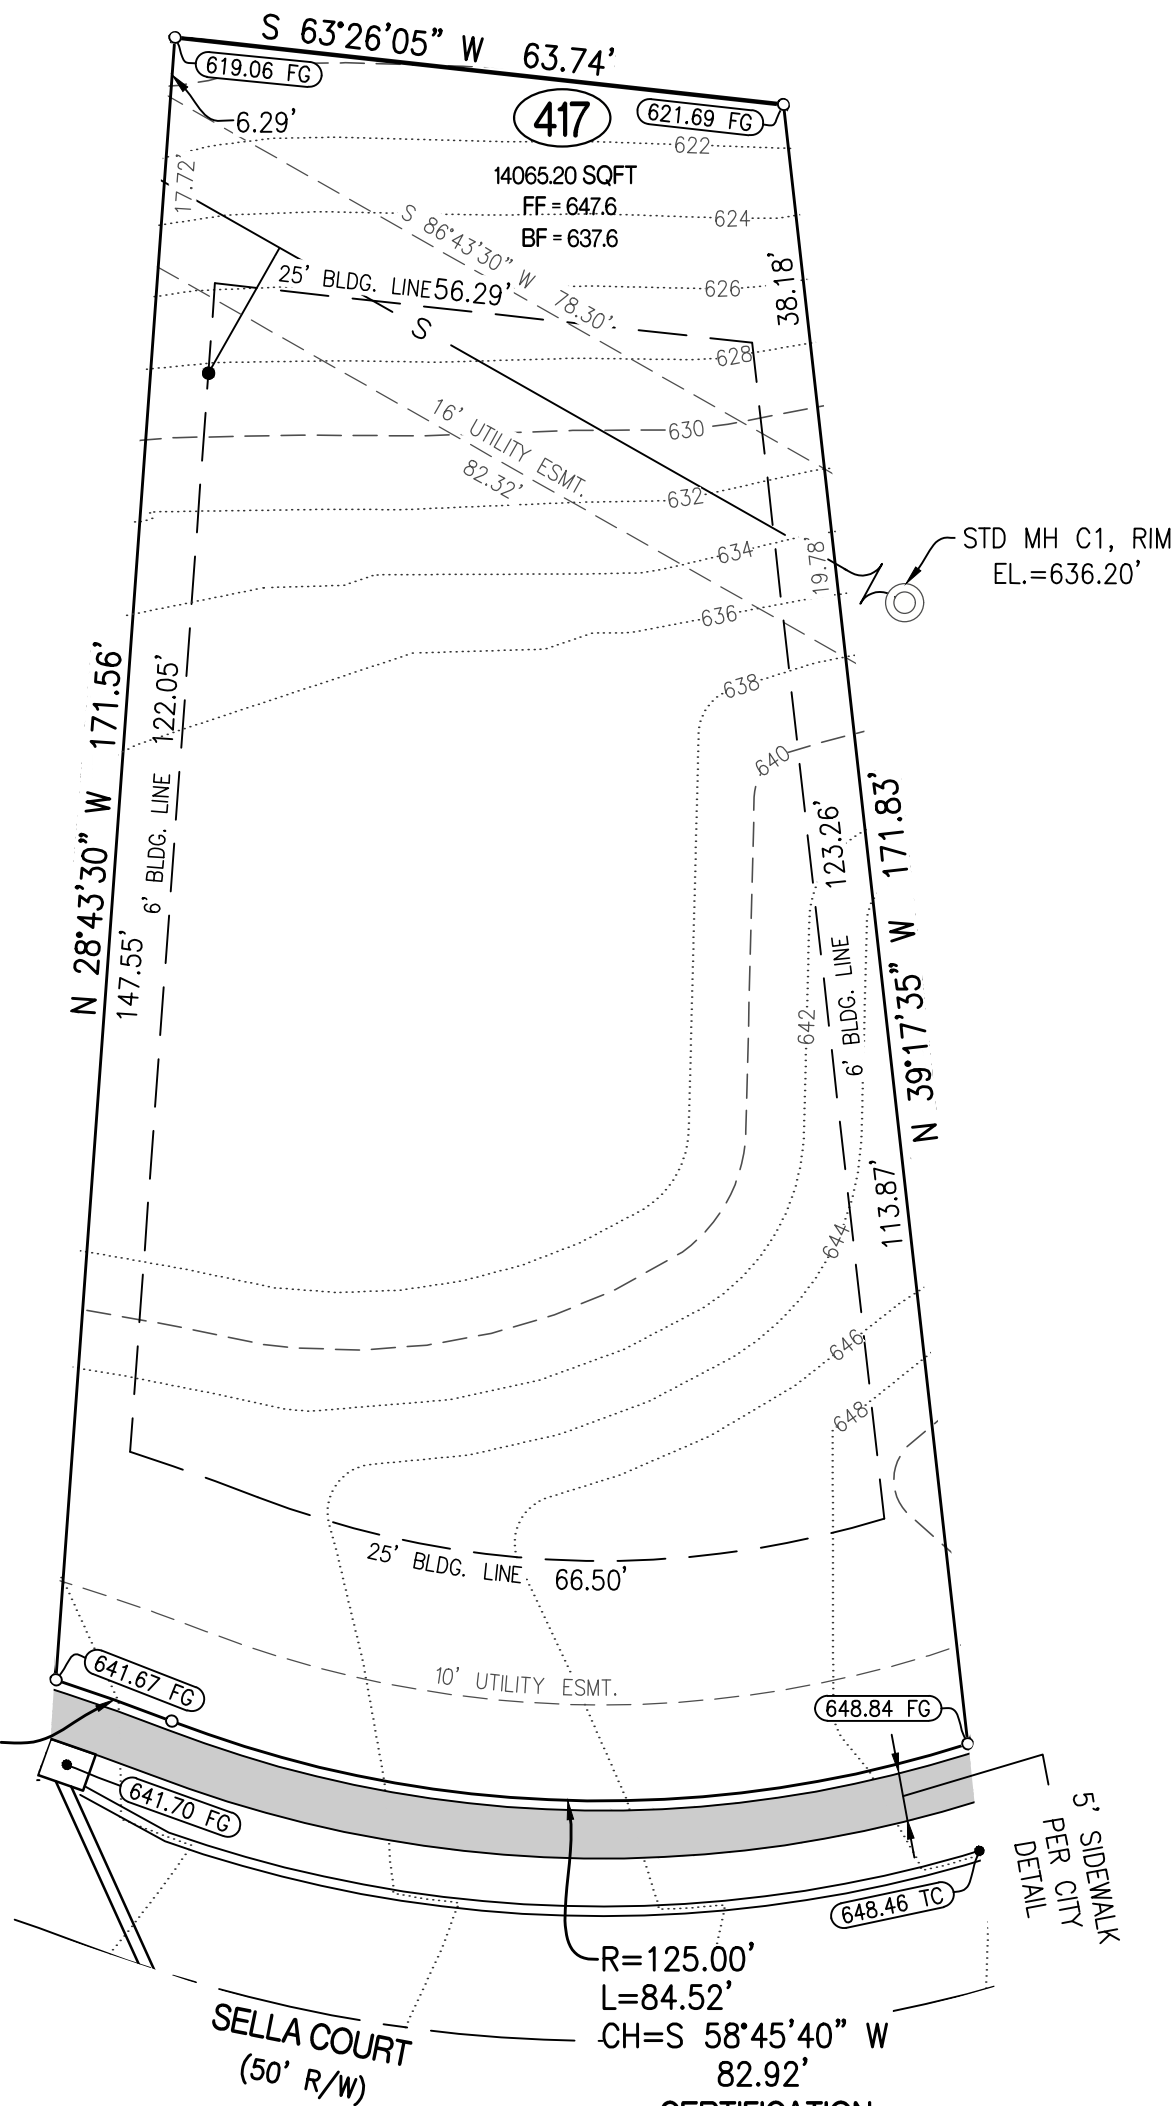 S 63°26'05" W 63.74'
619.06 FG
6.29'
417
621.69 FG
622
14065.20 SQFT
FF = 647.6
BF = 637.6
17.72'
624
S 86°43'30" W 78.30'
38.18'
25' BLDG. LINE 56.29'
626
S
628
16' UTILITY ESMT.
82.32'
630
632
634
19.78
STD MH C1, RIM
EL.=636.20'
636
638
640
N 28°43'30" W 171.56'
122.05'
6' BLDG. LINE
147.55'
123.26'
N 39°17'35" W 171.83'
6' BLDG. LINE
642
113.87'
644
646
648
25' BLDG. LINE 66.50'
10' UTILITY ESMT.
641.67 FG
648.84 FG
641.70 FG
648.46 TC
5' SIDEWALK
PER CITY
DETAIL
R=125.00'
L=84.52'
CH=S 58°45'40" W
82.92'
SELLA COURT
(50' R/W)
CERTIFICATION